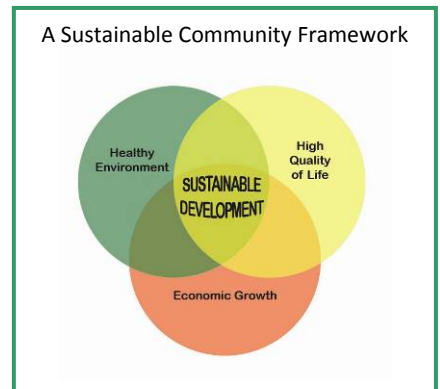 A Sustainable Community Framework
Healthy
Environment
High
Quality
of Life
SUSTAINABLE
DEVELOPMENT
Economic Growth